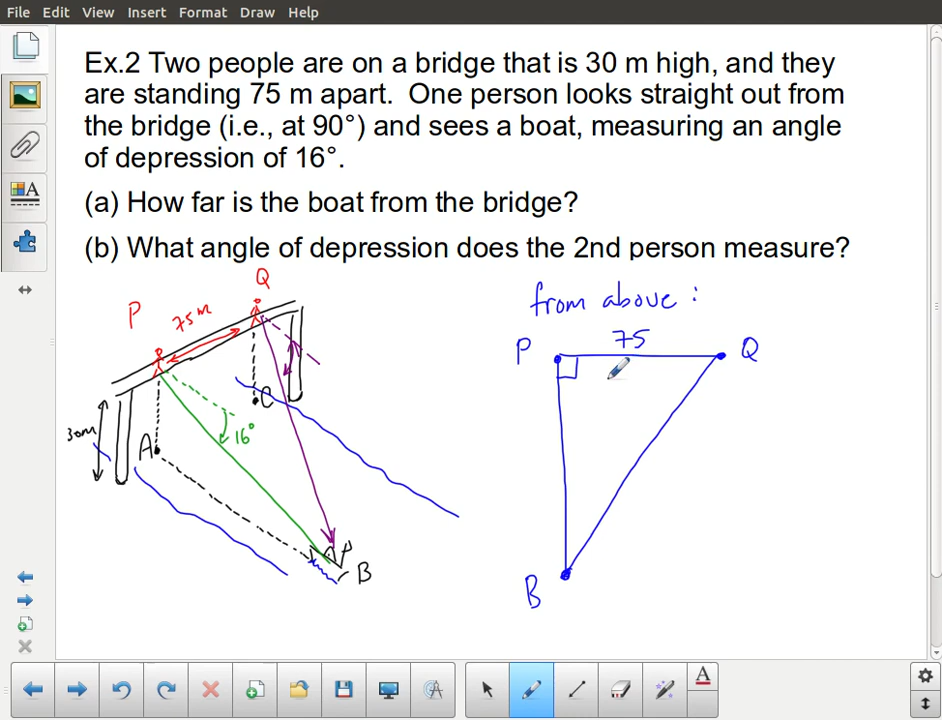 File Edit View Insert Format Draw Help
Ex.2 Two people are on a bridge that is 30 m high, and they
are standing 75 m apart. One person looks straight out from
the bridge (i.e., at 90°) and sees a boat, measuring an angle
of depression of 16°.
(a) How far is the boat from the bridge?
(b) What angle of depression does the 2nd person measure?
from above :
P 75 m Q
P 75 Q
30m A C 16°
B
B
A